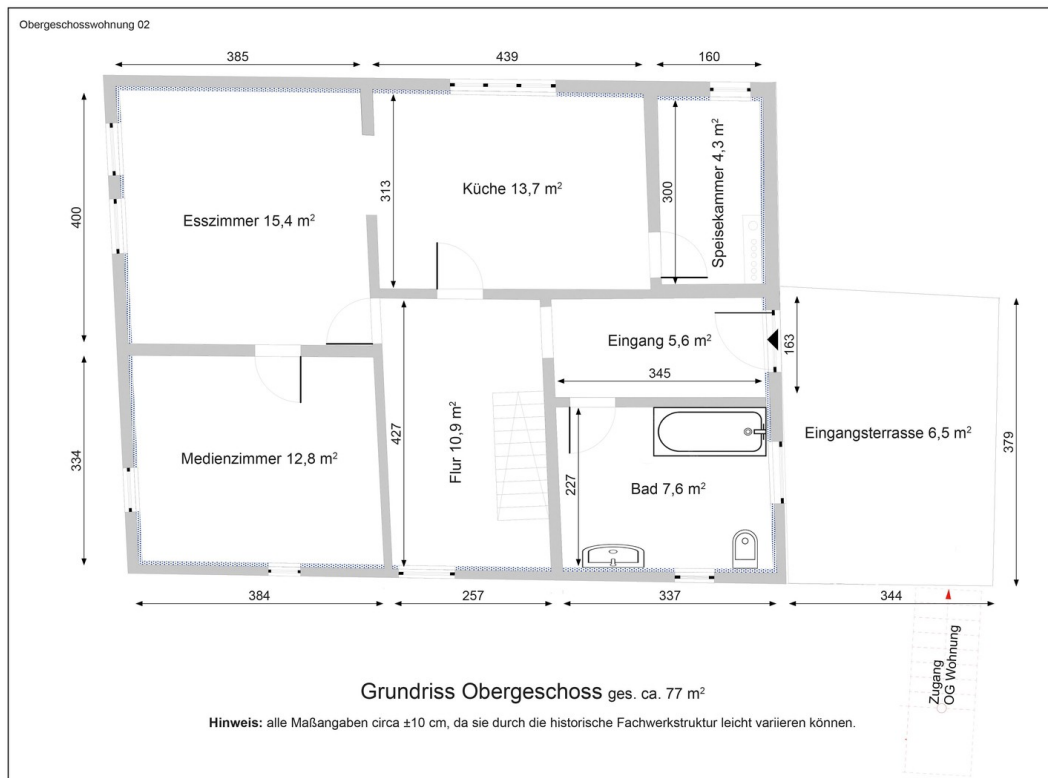 Obergeschosswohnung 02
385
439
160
400
313
300
Küche 13,7 m²
Speisekammer 4,3 m²
Esszimmer 15,4 m²
Eingang 5,6 m²
163
345
334
Medienzimmer 12,8 m²
427
Flur 10,9 m²
227
Bad 7,6 m²
Eingangsterrasse 6,5 m²
379
384
257
337
344
Zugang
OG Wohnung
Grundriss Obergeschoss ges. ca. 77 m²
Hinweis: alle Maßangaben circa ±10 cm, da sie durch die historische Fachwerkstruktur leicht variieren können.